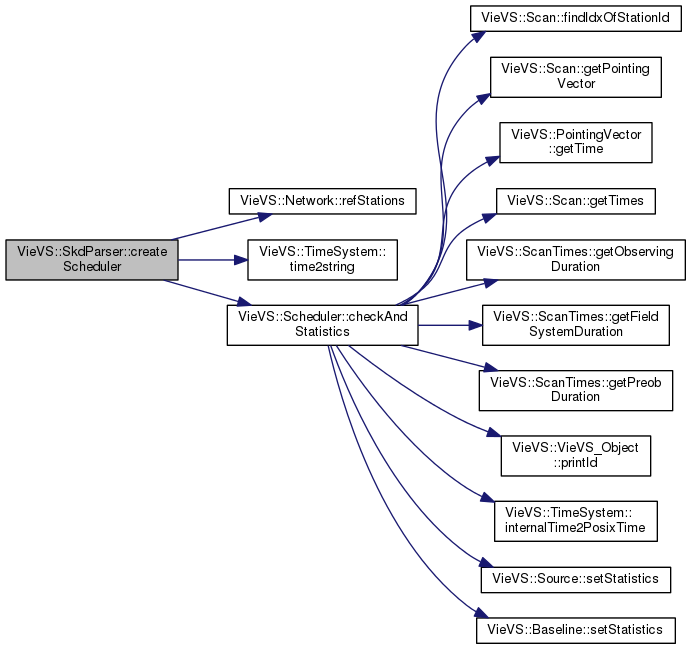 VieVS::SkdParser::create
Scheduler
VieVS::Network::refStations
VieVS::TimeSystem::
time2string
VieVS::Scheduler::checkAnd
Statistics
VieVS::Scan::findIdxOfStationId
VieVS::Scan::getPointing
Vector
VieVS::PointingVector
::getTime
VieVS::Scan::getTimes
VieVS::ScanTimes::getObserving
Duration
VieVS::ScanTimes::getField
SystemDuration
VieVS::ScanTimes::getPreob
Duration
VieVS::VieVS_Object
::printId
VieVS::TimeSystem::
internalTime2PosixTime
VieVS::Source::setStatistics
VieVS::Baseline::setStatistics